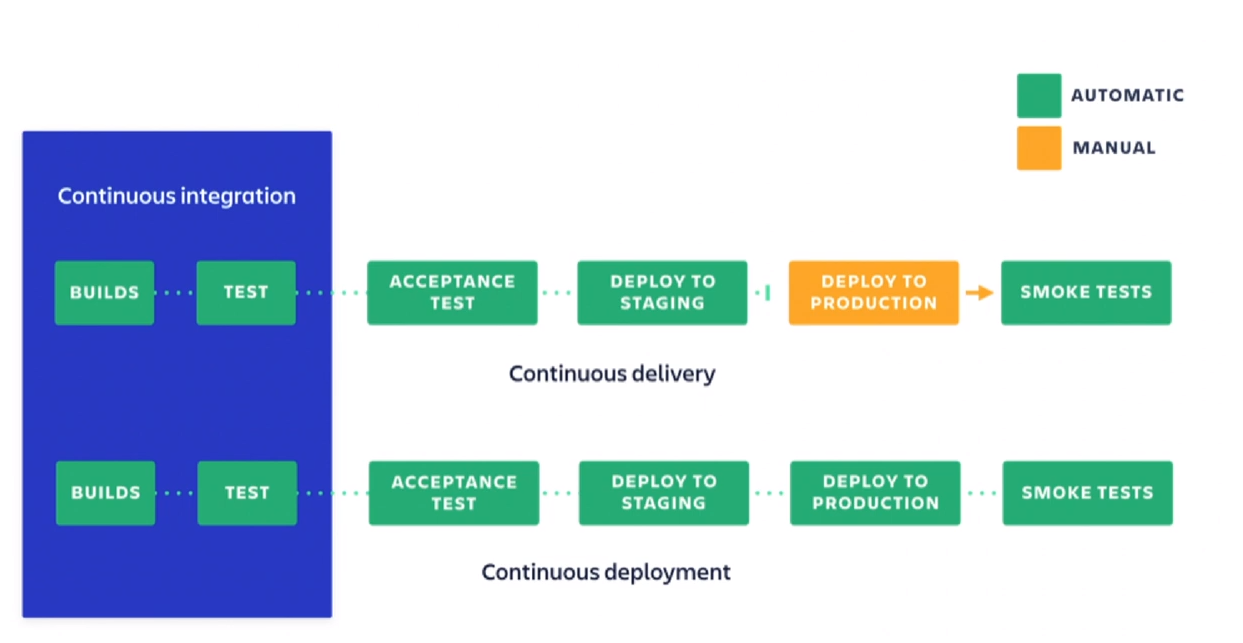 AUTOMATIC
MANUAL
Continuous integration
BUILDS
TEST
ACCEPTANCE
TEST
DEPLOY TO
STAGING
DEPLOY TO
PRODUCTION
SMOKE TESTS
Continuous delivery
BUILDS
TEST
ACCEPTANCE
TEST
DEPLOY TO
STAGING
DEPLOY TO
PRODUCTION
SMOKE TESTS
Continuous deployment